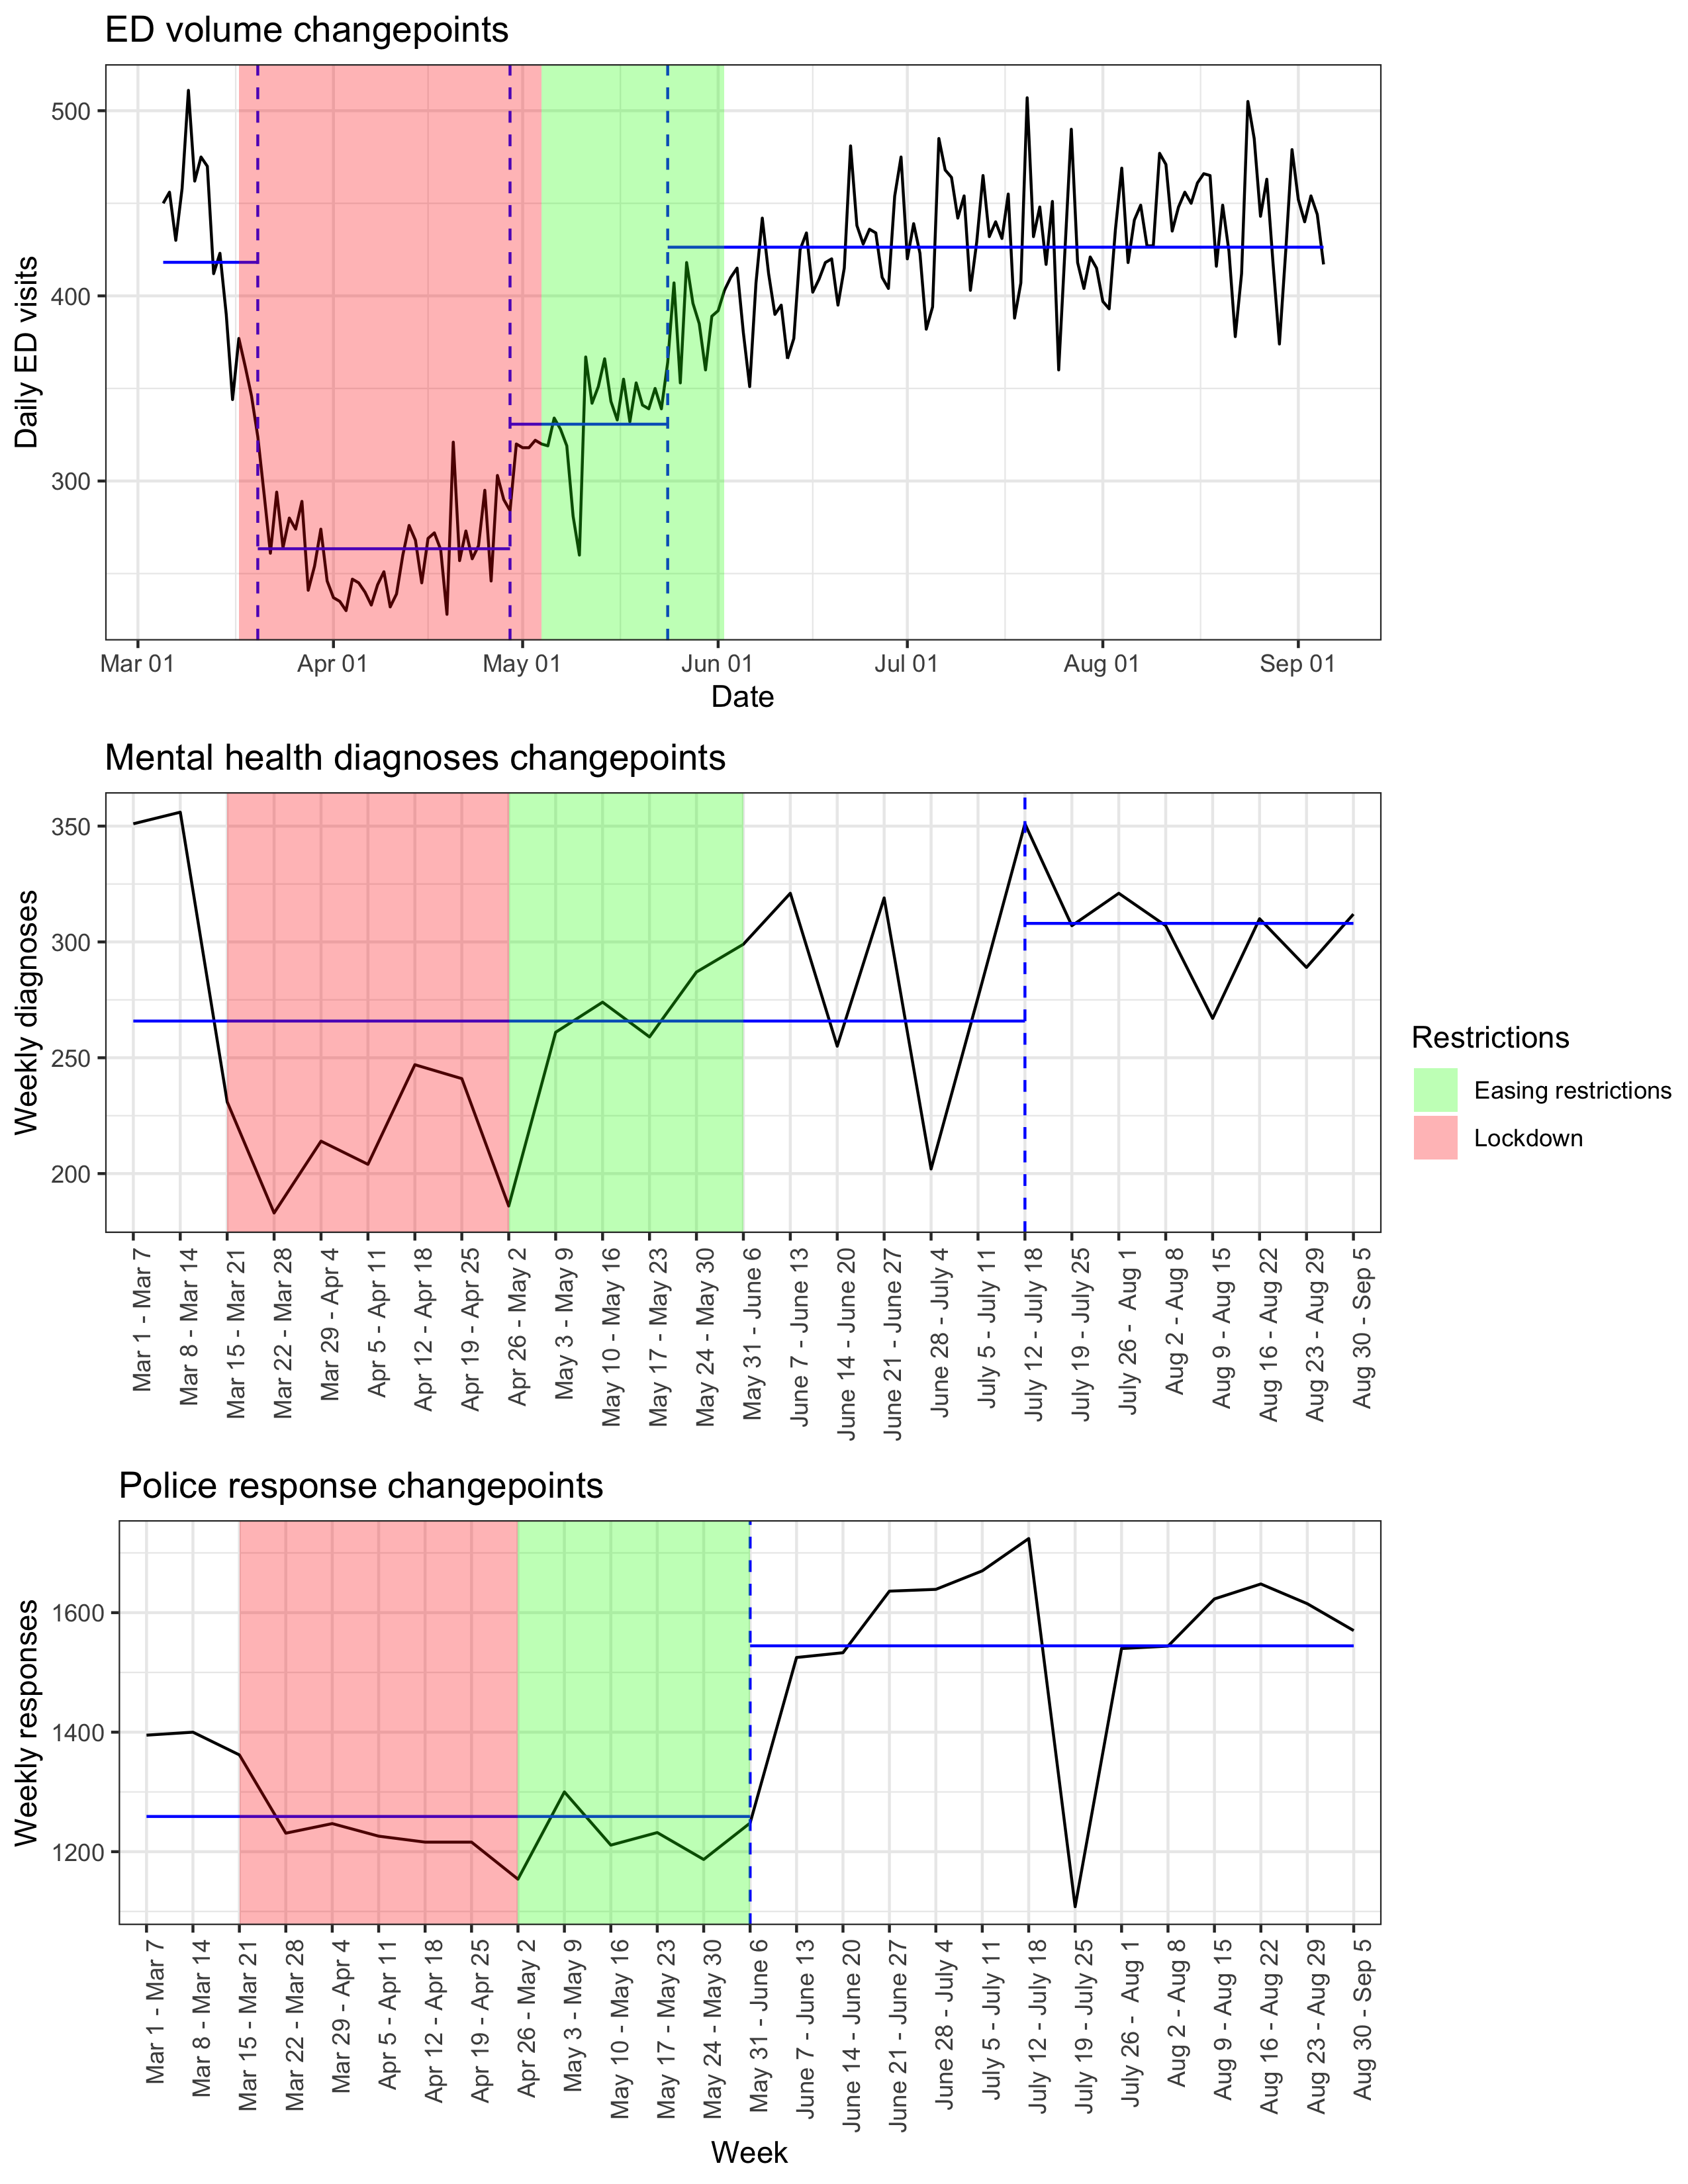 ED volume changepoints
Daily ED visits
500
400
300
Mar 01 Apr 01 May 01 Jun 01 Jul 01 Aug 01 Sep 01
Date
Mental health diagnoses changepoints
Weekly diagnoses
350
300
250
200
Mar 1 - Mar 7
Mar 8 - Mar 14
Mar 15 - Mar 21
Mar 22 - Mar 28
Mar 29 - Apr 4
Apr 5 - Apr 11
Apr 12 - Apr 18
Apr 19 - Apr 25
Apr 26 - May 2
May 3 - May 9
May 10 - May 16
May 17 - May 23
May 24 - May 30
May 31 - June 6
June 7 - June 13
June 14 - June 20
June 21 - June 27
June 28 - July 4
July 5 - July 11
July 12 - July 18
July 19 - July 25
July 26 - Aug 1
Aug 2 - Aug 8
Aug 9 - Aug 15
Aug 16 - Aug 22
Aug 23 - Aug 29
Aug 30 - Sep 5
Restrictions
Easing restrictions
Lockdown
Police response changepoints
Weekly responses
1600
1400
1200
Mar 1 - Mar 7
Mar 8 - Mar 14
Mar 15 - Mar 21
Mar 22 - Mar 28
Mar 29 - Apr 4
Apr 5 - Apr 11
Apr 12 - Apr 18
Apr 19 - Apr 25
Apr 26 - May 2
May 3 - May 9
May 10 - May 16
May 17 - May 23
May 24 - May 30
May 31 - June 6
June 7 - June 13
June 14 - June 20
June 21 - June 27
June 28 - July 4
July 5 - July 11
July 12 - July 18
July 19 - July 25
July 26 - Aug 1
Aug 2 - Aug 8
Aug 9 - Aug 15
Aug 16 - Aug 22
Aug 23 - Aug 29
Aug 30 - Sep 5
Week